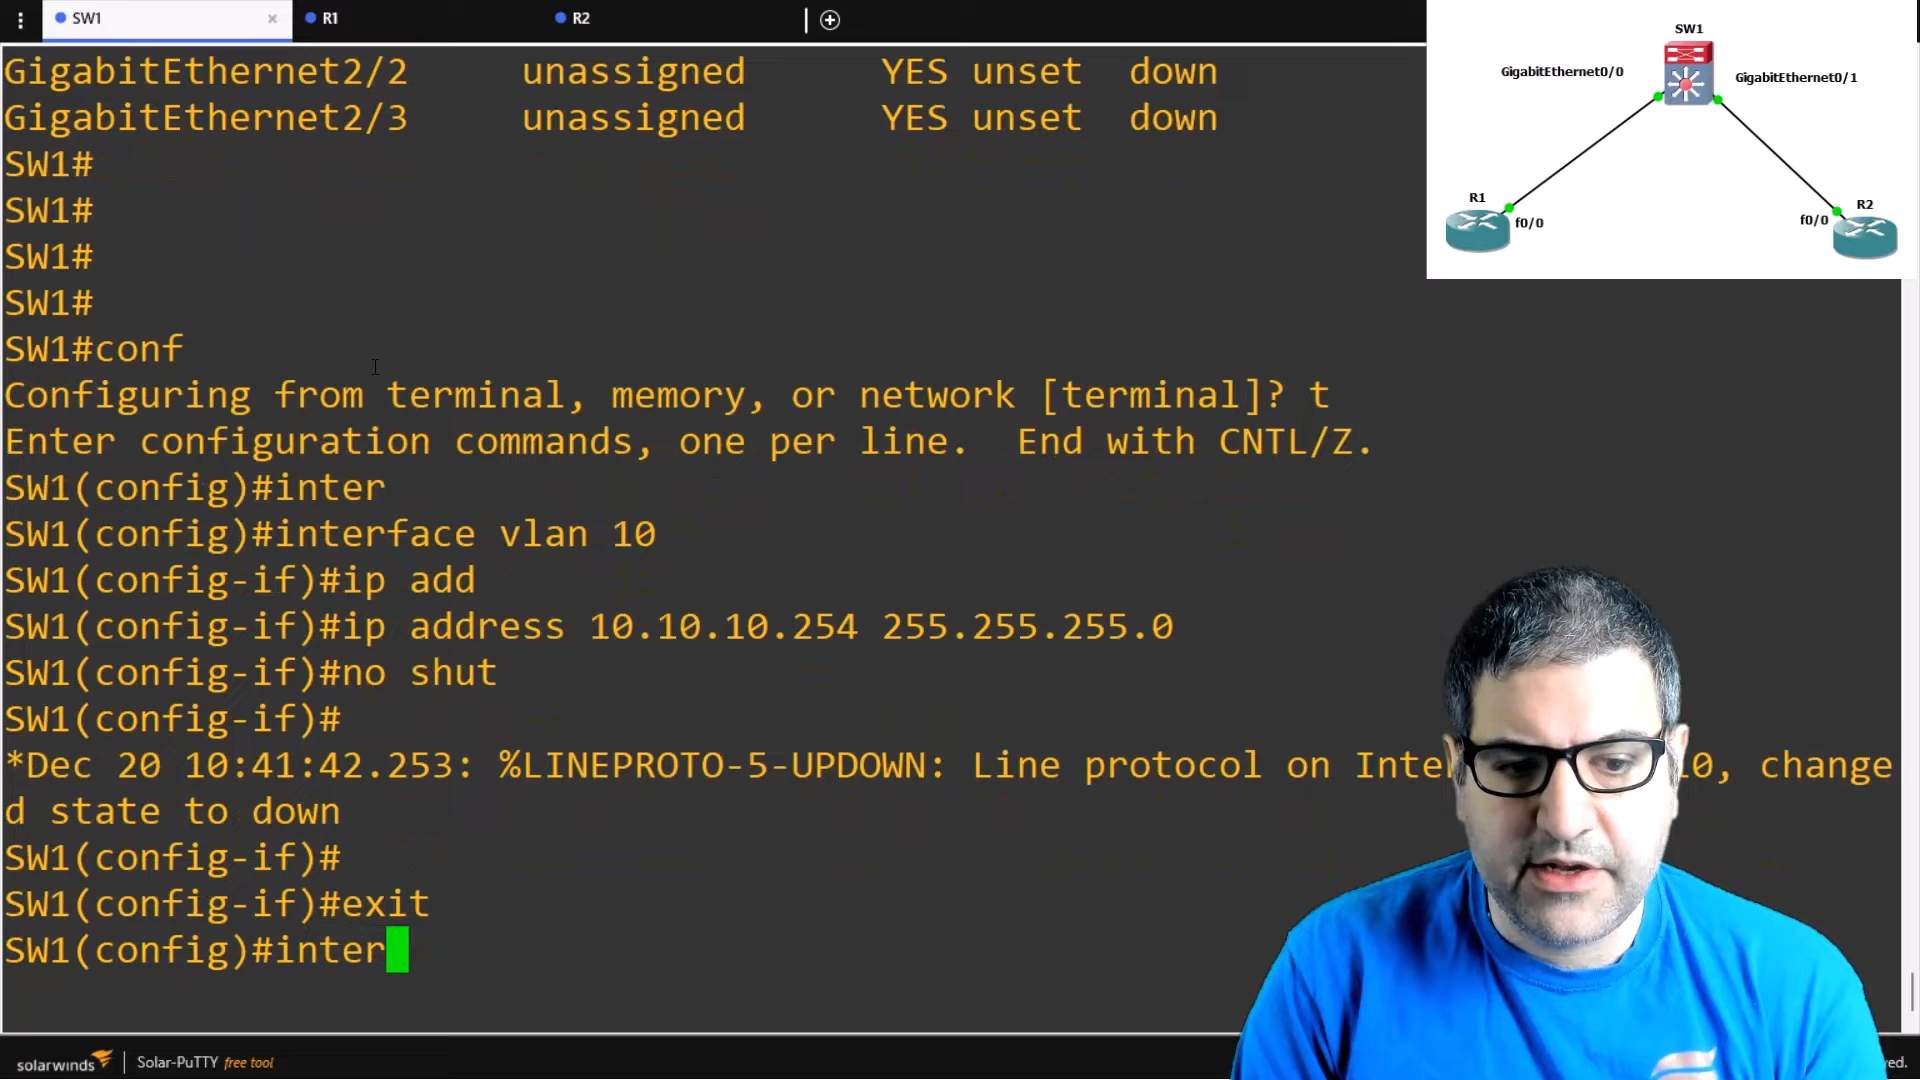 SW1
R1
R2
GigabitEthernet2/2 unassigned YES unset down
GigabitEthernet2/3 unassigned YES unset down
SW1#
SW1#
SW1#
SW1#
SW1#conf
Configuring from terminal, memory, or network [terminal]? t
Enter configuration commands, one per line. End with CNTL/Z.
SW1(config)#inter
SW1(config)#interface vlan 10
SW1(config-if)#ip add
SW1(config-if)#ip address 10.10.10.254 255.255.255.0
SW1(config-if)#no shut
SW1(config-if)#
*Dec 20 10:41:42.253: %LINEPROTO-5-UPDOWN: Line protocol on Inte 10, change
d state to down
SW1(config-if)#
SW1(config-if)#exit
SW1(config)#inter
SW1
GigabitEthernet0/0
GigabitEthernet0/1
R1
f0/0
R2
f0/0
solarwinds Solar-PuTTY free tool